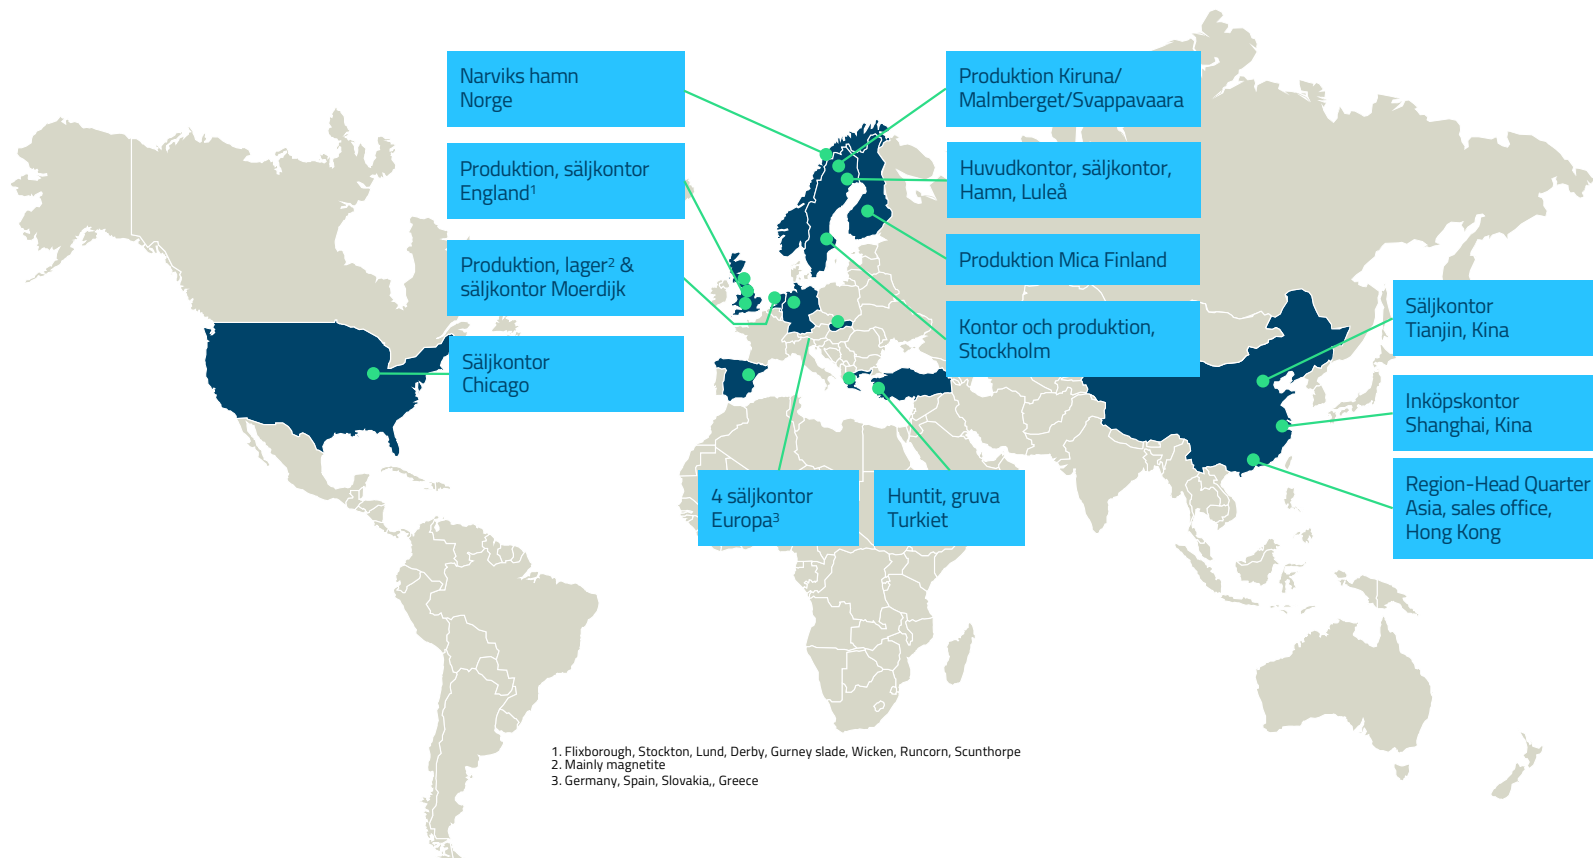 Narviks hamn
Norge
Produktion, säljkontor
England¹
Produktion, lager² &
säljkontor Moerdijk
Säljkontor
Chicago
Produktion Kiruna/
Malmberget/Svappavaara
Huvudkontor, säljkontor,
Hamn, Luleå
Produktion Mica Finland
Kontor och produktion,
Stockholm
Säljkontor
Tianjin, Kina
Inköpskontor
Shanghai, Kina
Region-Head Quarter
Asia, sales office,
Hong Kong
4 säljkontor
Europa³
Huntit, gruva
Turkiet
1. Flixborough, Stockton, Lund, Derby, Gurney slade, Wicken, Runcorn, Scunthorpe
2. Mainly magnetite
3. Germany, Spain, Slovakia,, Greece